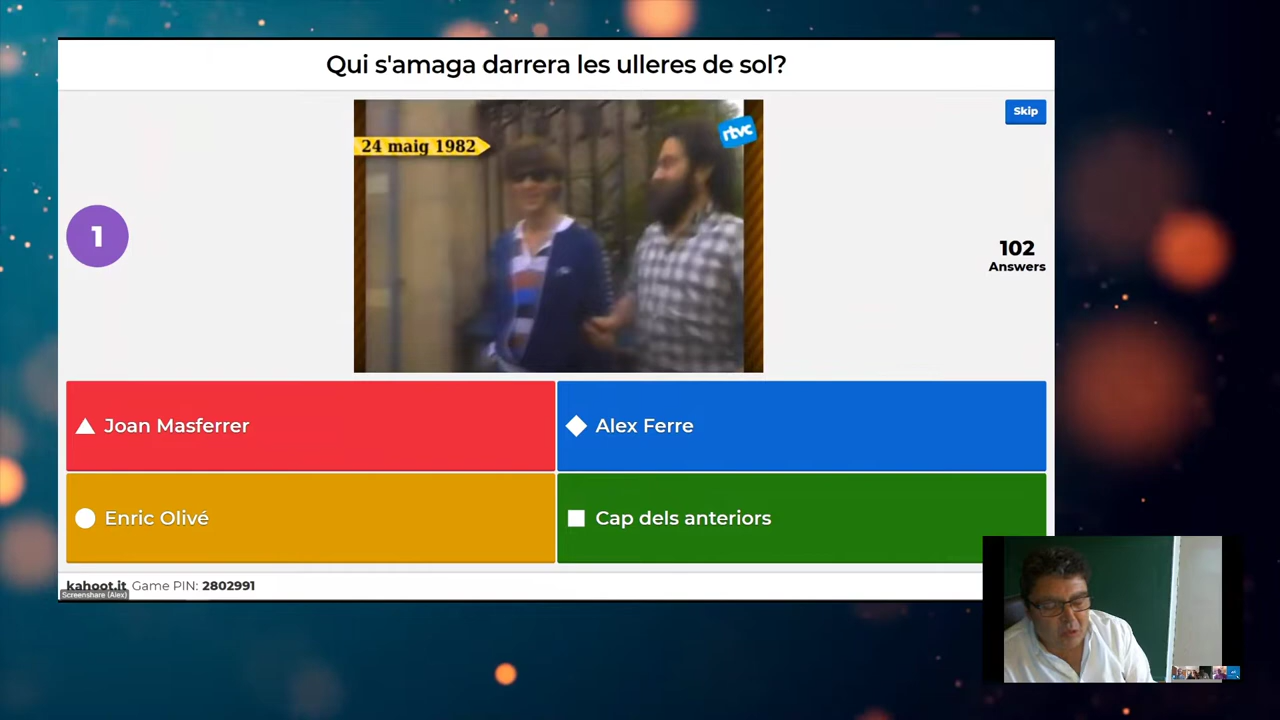 Qui s'amaga darrera les ulleres de sol?
Skip
24 maig 1982
rtvc
1
102
Answers
Joan Masferrer
Alex Ferre
Enric Olivé
Cap dels anteriors
kahoot.it Game PIN: 2802991
Screenshare (Alex)